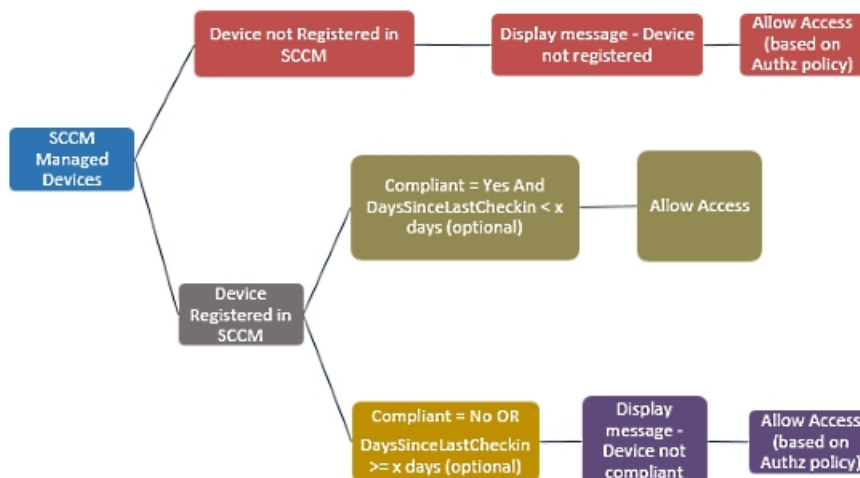 Device not Registered in
SCCM
Display message - Device
not registered
Allow Access
(based on
Authz policy)
SCCM
Managed
Devices
Compliant = Yes And
DaysSinceLastCheckin < x
days (optional)
Allow Access
Device
Registered in
SCCM
Compliant = No OR
DaysSinceLastCheckin
>= x days (optional)
Display
message -
Device not
compliant
Allow Access
(based on
Authz policy)